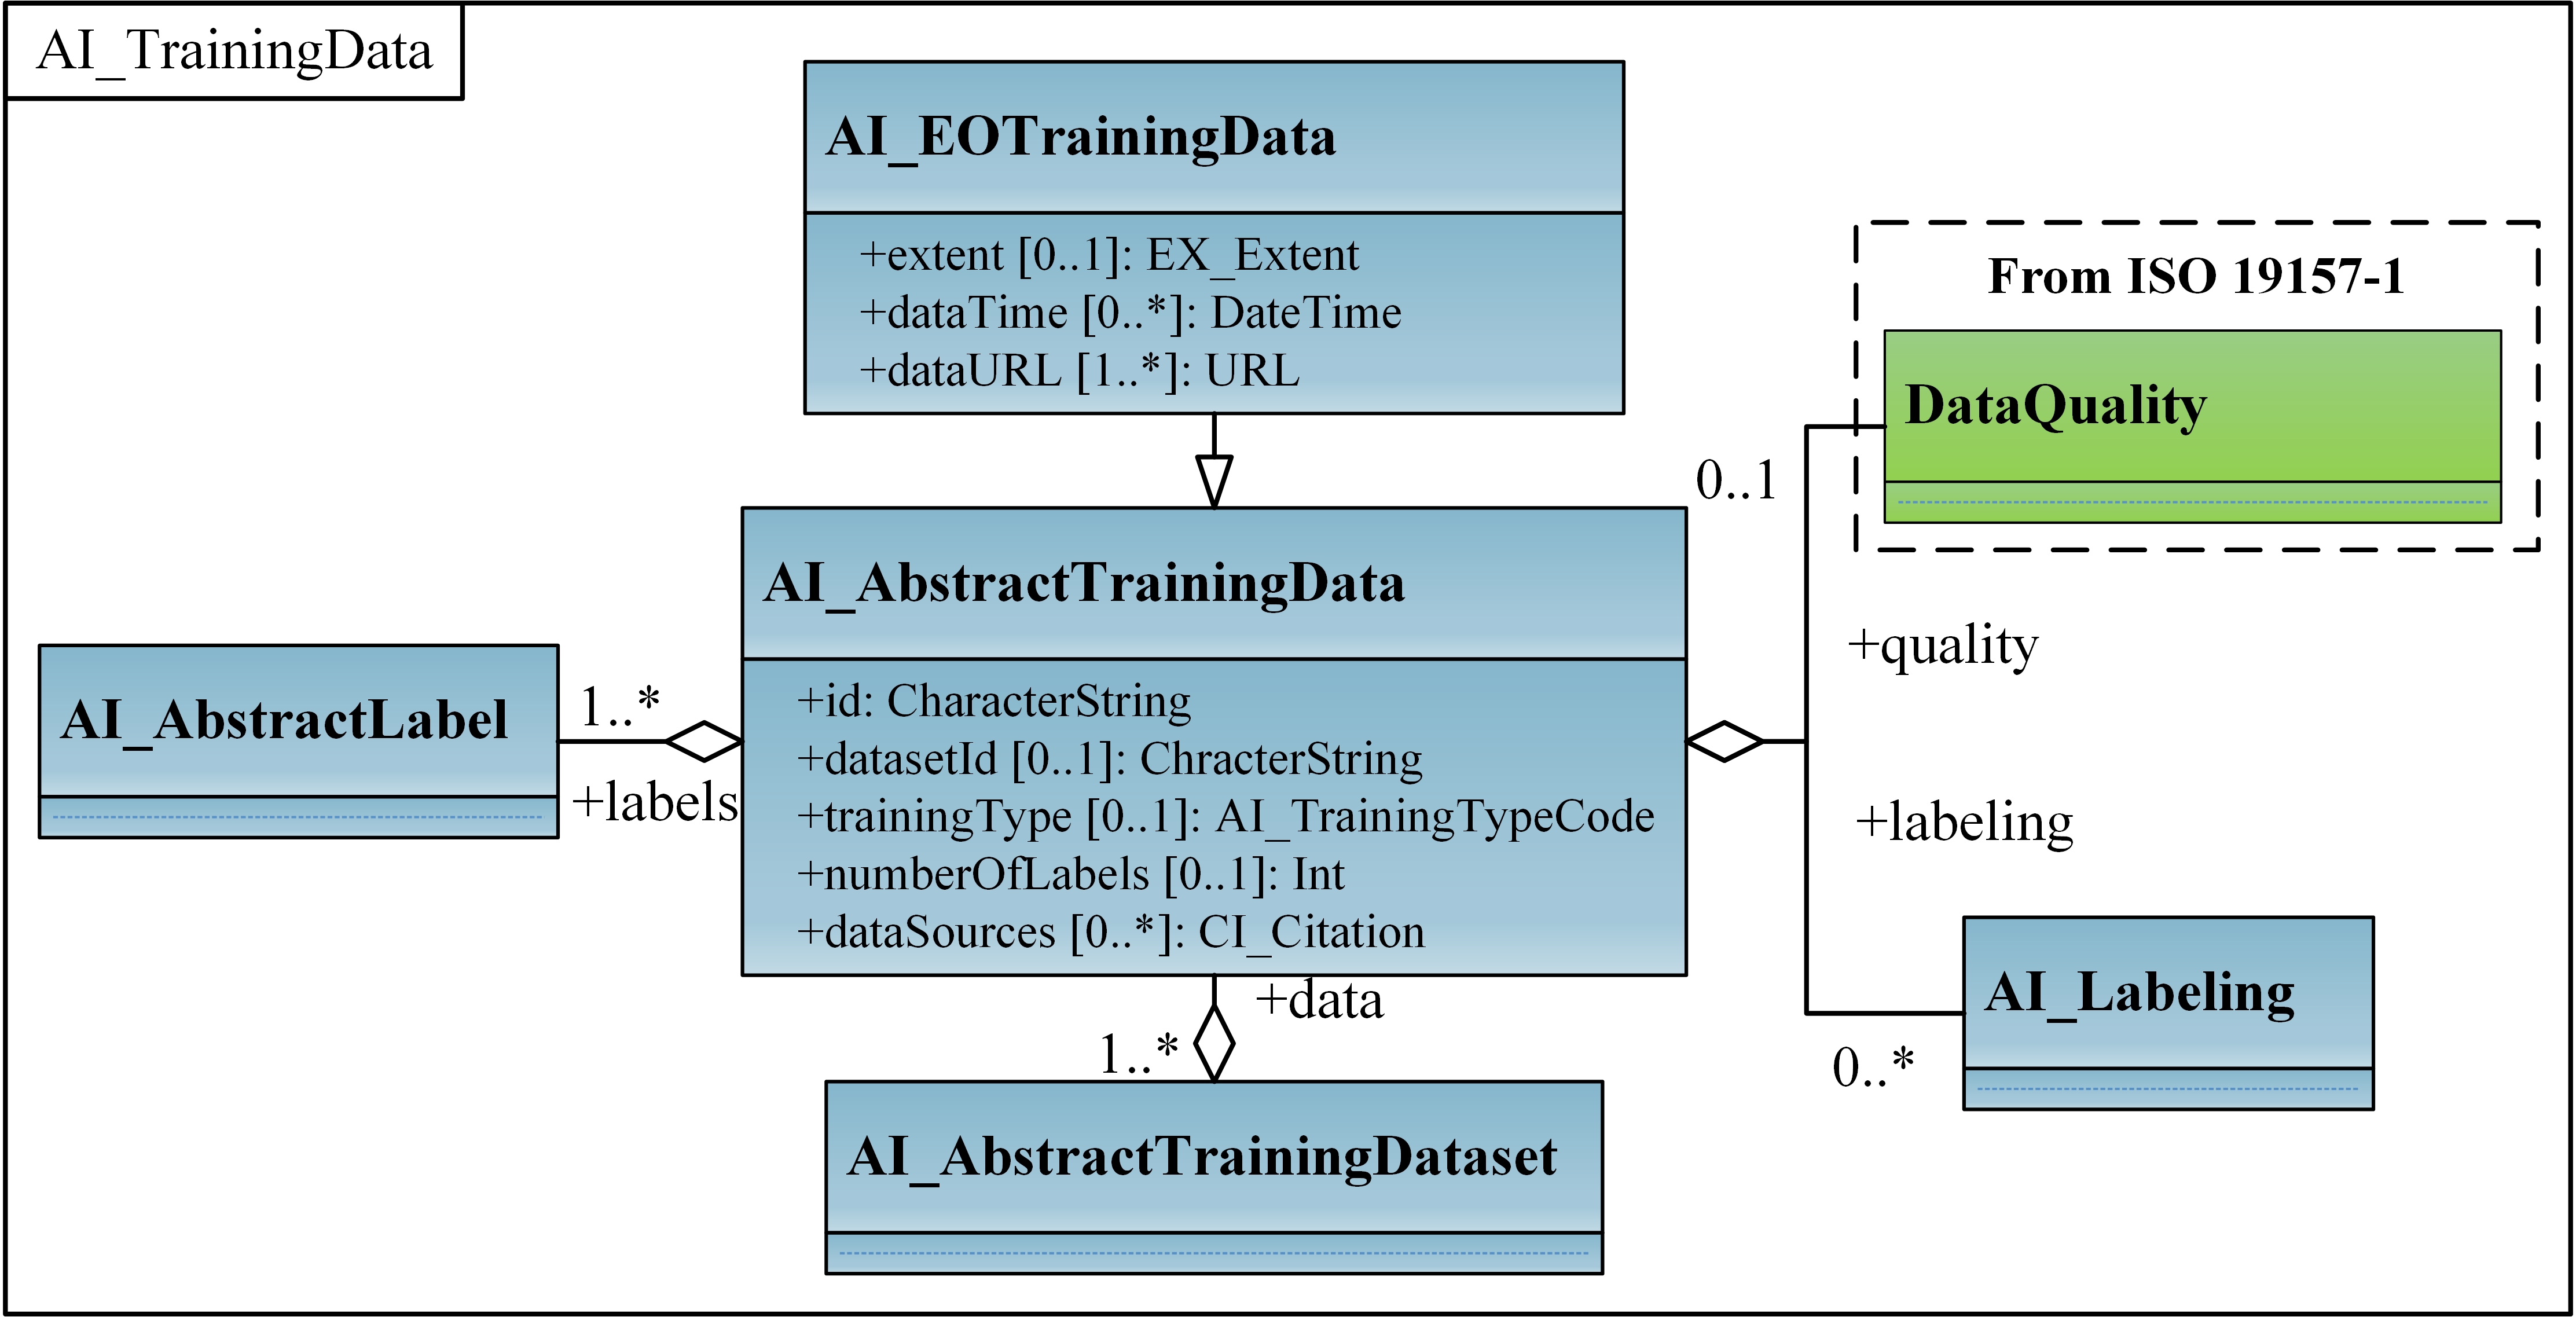 AI_TrainingData
AI_EOTrainingData
+extent [0..1]: EX_Extent
+dataTime [0..*]: DateTime
+dataURL [1..*]: URL
From ISO 19157-1
DataQuality
0..1
+quality
AI_AbstractTrainingData
+id: CharacterString
+datasetId [0..1]: ChracterString
+trainingType [0..1]: AI_TrainingTypeCode
+numberOfLabels [0..1]: Int
+dataSources [0..*]: CI_Citation
AI_AbstractLabel
1..*
+labels
+labeling
AI_Labeling
0..*
+data
1..*
AI_AbstractTrainingDataset